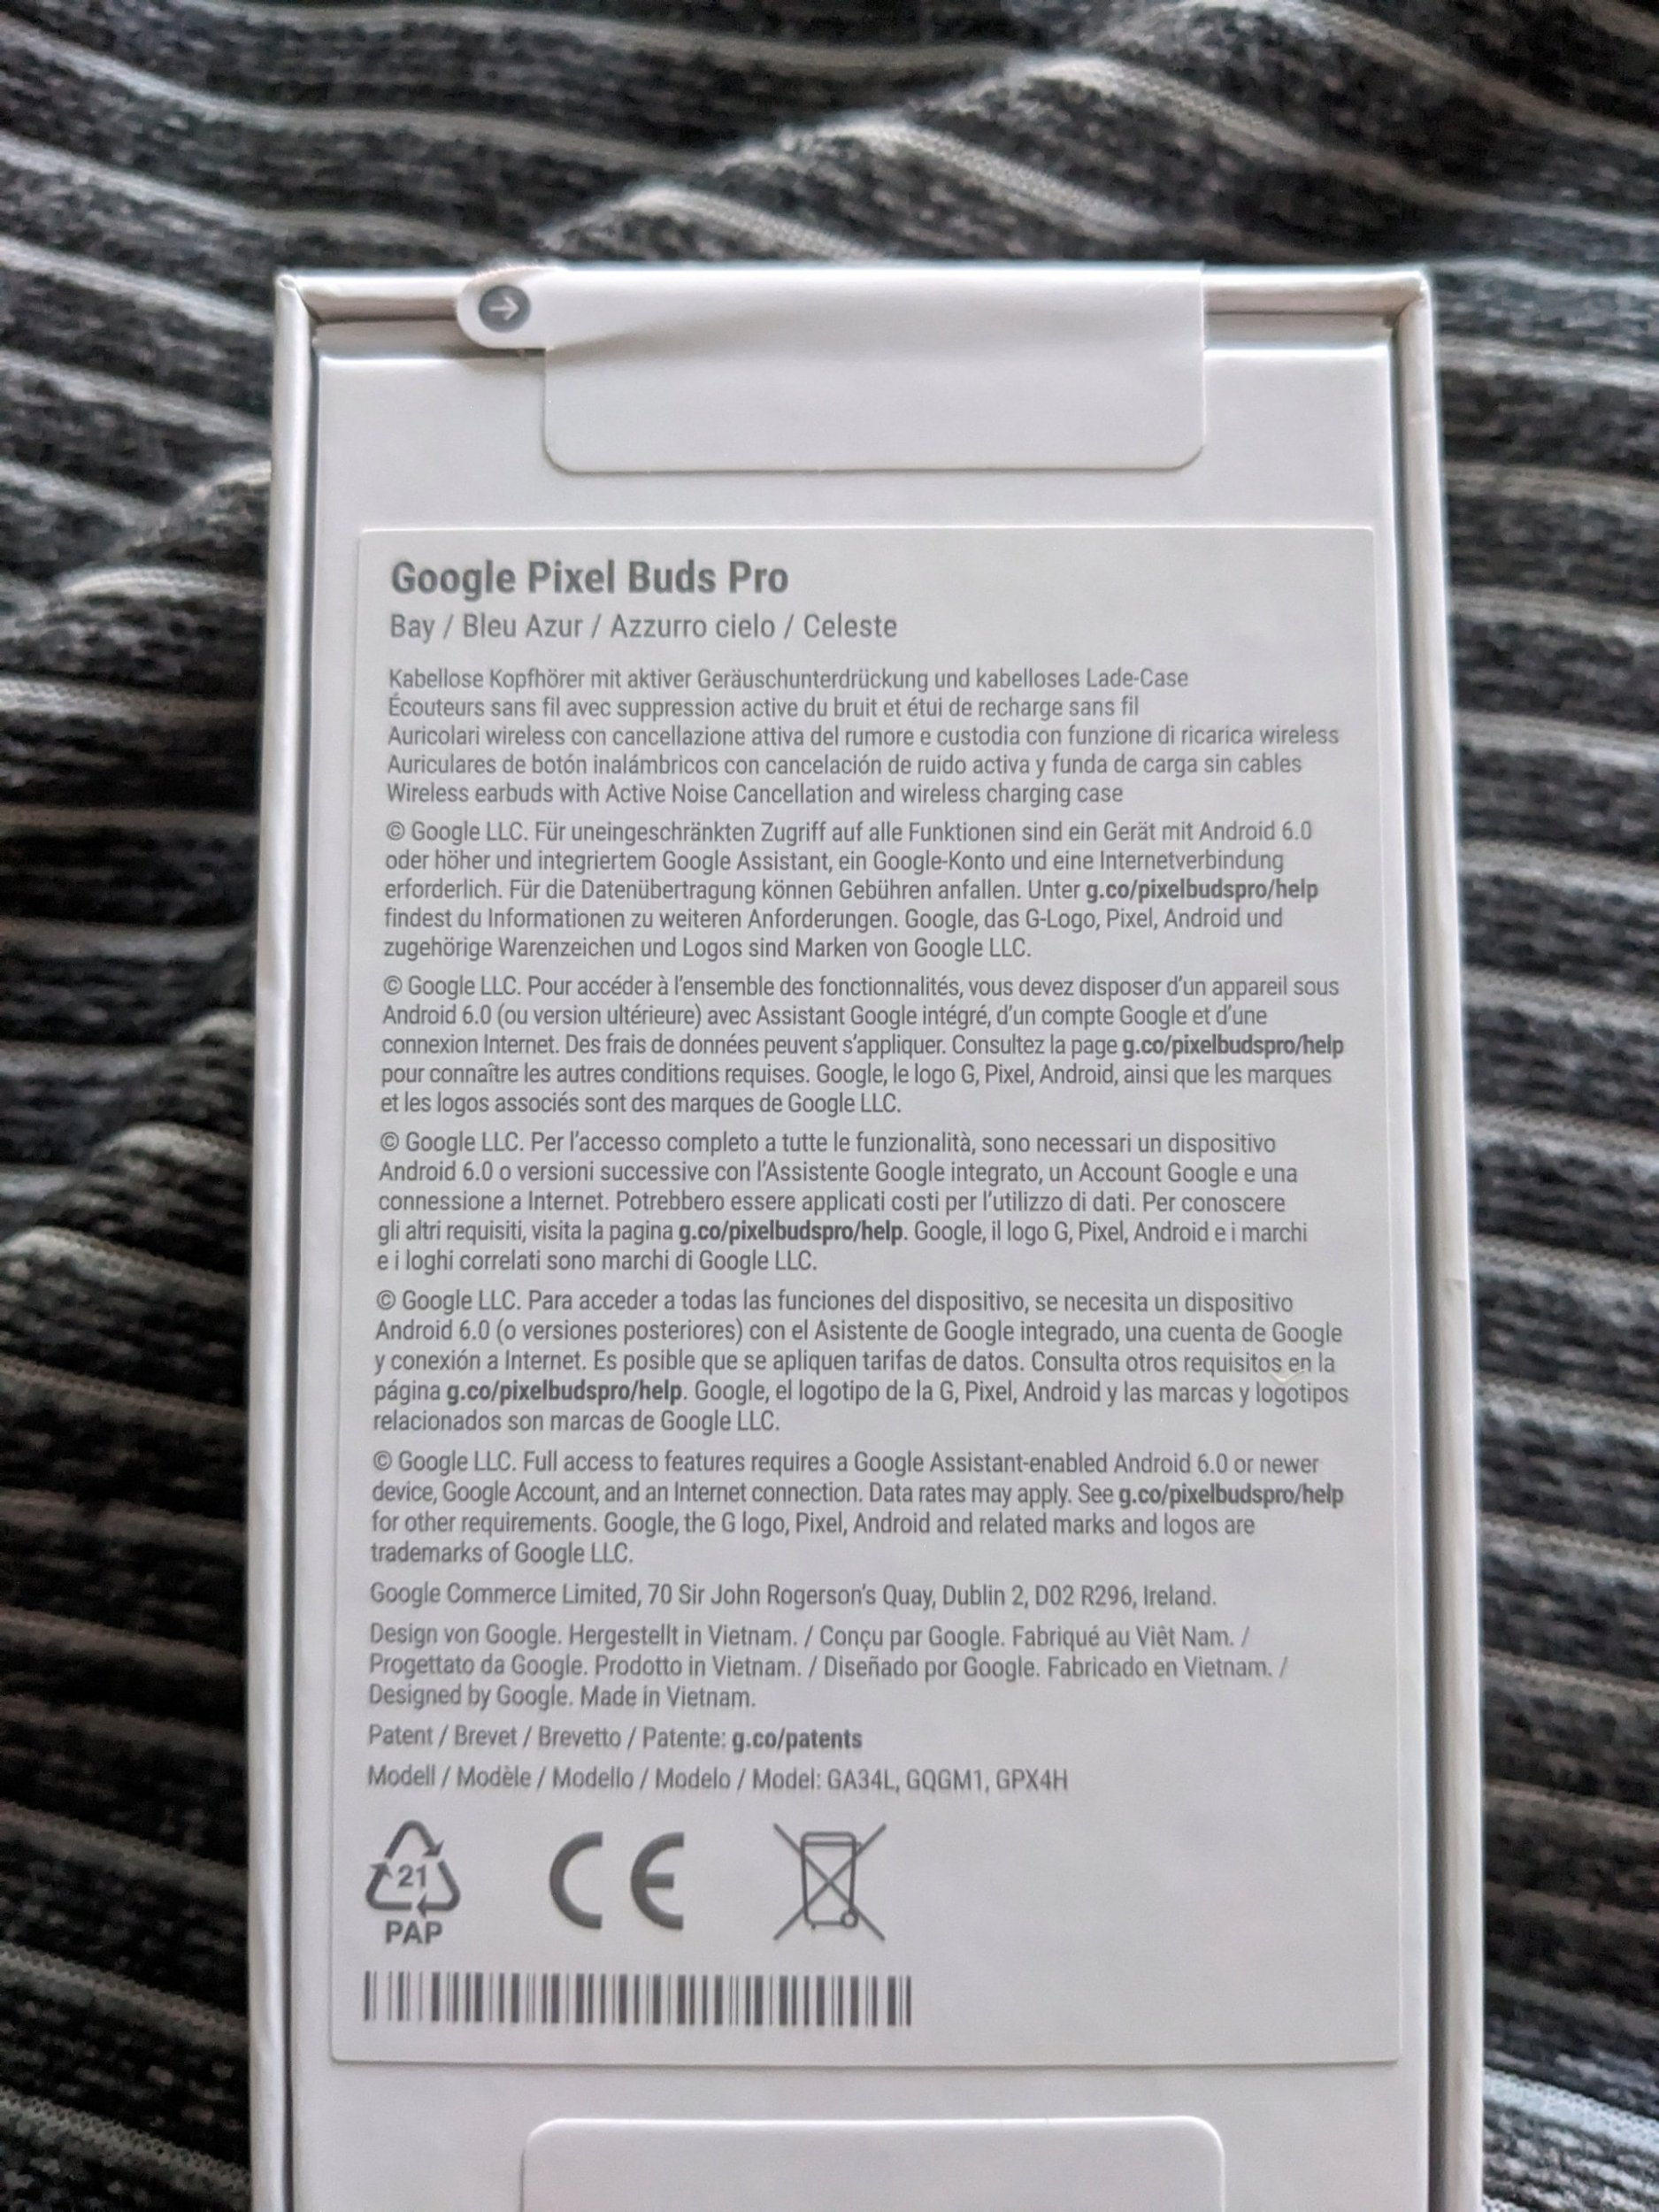 Google Pixel Buds Pro
Bay / Bleu Azur / Azzurro cielo / Celeste
Kabellose Kopfhörer mit aktiver Geräuschunterdrückung und kabelloses Lade-Case
Écouteurs sans fil avec suppression active du bruit et étui de recharge sans fil
Auricolari wireless con cancellazione attiva del rumore e custodia con funzione di ricarica wireless
Auriculares de botón inalámbricos con cancelación de ruido activa y funda de carga sin cables
Wireless earbuds with Active Noise Cancellation and wireless charging case
© Google LLC. Für uneingeschränkten Zugriff auf alle Funktionen sind ein Gerät mit Android 6.0
oder höher und integriertem Google Assistant, ein Google-Konto und eine Internetverbindung
erforderlich. Für die Datenübertragung können Gebühren anfallen. Unter g.co/pixelbudspro/help
findest du Informationen zu weiteren Anforderungen. Google, das G-Logo, Pixel, Android und
zugehörige Warenzeichen und Logos sind Marken von Google LLC.
© Google LLC. Pour accéder à l'ensemble des fonctionnalités, vous devez disposer d'un appareil sous
Android 6.0 (ou version ultérieure) avec Assistant Google intégré, d'un compte Google et d'une
connexion Internet. Des frais de données peuvent s'appliquer. Consultez la page g.co/pixelbudspro/help
pour connaître les autres conditions requises. Google, le logo G, Pixel, Android, ainsi que les marques
et les logos associés sont des marques de Google LLC.
© Google LLC. Per l'accesso completo a tutte le funzionalità, sono necessari un dispositivo
Android 6.0 o versioni successive con l'Assistente Google integrato, un Account Google e una
connessione a Internet. Potrebbero essere applicati costi per l'utilizzo di dati. Per conoscere
gli altri requisiti, visita la pagina g.co/pixelbudspro/help. Google, il logo G, Pixel, Android e i marchi
e i loghi correlati sono marchi di Google LLC.
© Google LLC. Para acceder a todas las funciones del dispositivo, se necesita un dispositivo
Android 6.0 (o versiones posteriores) con el Asistente de Google integrado, una cuenta de Google
y conexión a Internet. Es posible que se apliquen tarifas de datos. Consulta otros requisitos en la
página g.co/pixelbudspro/help. Google, el logotipo de la G, Pixel, Android y las marcas y logotipos
relacionados son marcas de Google LLC.
© Google LLC. Full access to features requires a Google Assistant-enabled Android 6.0 or newer
device, Google Account, and an Internet connection. Data rates may apply. See g.co/pixelbudspro/help
for other requirements. Google, the G logo, Pixel, Android and related marks and logos are
trademarks of Google LLC.
Google Commerce Limited, 70 Sir John Rogerson's Quay, Dublin 2, D02 R296, Ireland.
Design von Google. Hergestellt in Vietnam. / Conçu par Google. Fabriqué au Viêt Nam. /
Progettato da Google. Prodotto in Vietnam. / Diseñado por Google. Fabricado en Vietnam. /
Designed by Google. Made in Vietnam.
Patent / Brevet / Brevetto / Patente: g.co/patents
Modell / Modèle / Modello / Modelo / Model: GA34L, GQGM1, GPX4H
21
PAP
CE